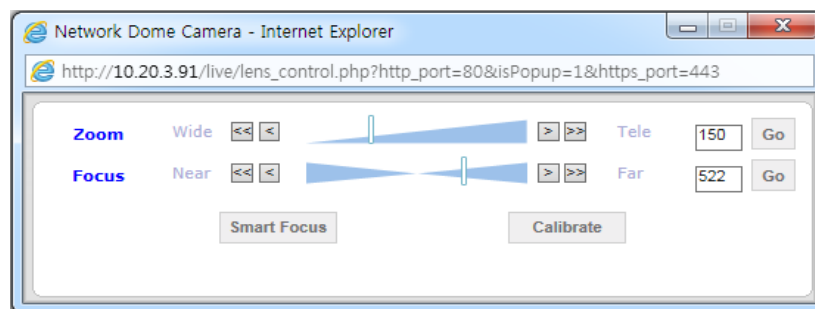 Network Dome Camera - Internet Explorer
http://10.20.3.91/live/lens_control.php?http_port=80&isPopup=1&https_port=443
Zoom Wide << < > >> Tele 150 Go
Focus Near << < > >> Far 522 Go
Smart Focus Calibrate